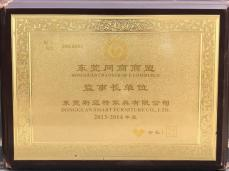 东莞网商商盟
DONGGUAN CHAMBER OF E-COMMERCE
监事长单位
东莞斯迈特家具有限公司
DONGGUAN SMART FURNITURE CO., LTD.
2013-2014年度